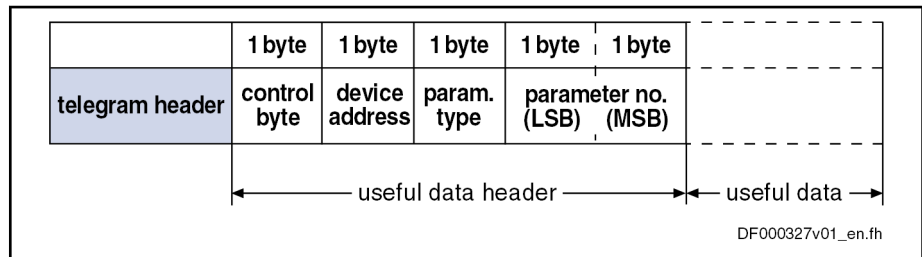 1 byte 1 byte 1 byte 1 byte 1 byte
telegram header control byte device address param. type parameter no. (LSB) (MSB)
useful data header useful data
DF000327v01_en.fh